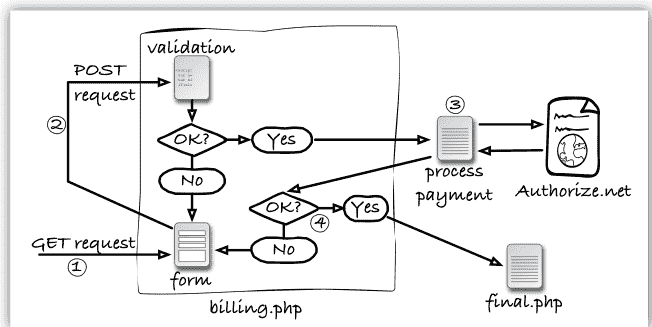 validation
POST
request
2
OK?
Yes
No
3
process
payment
Authorize.net
OK?
4
Yes
No
GET request
1
form
billing.php
final.php